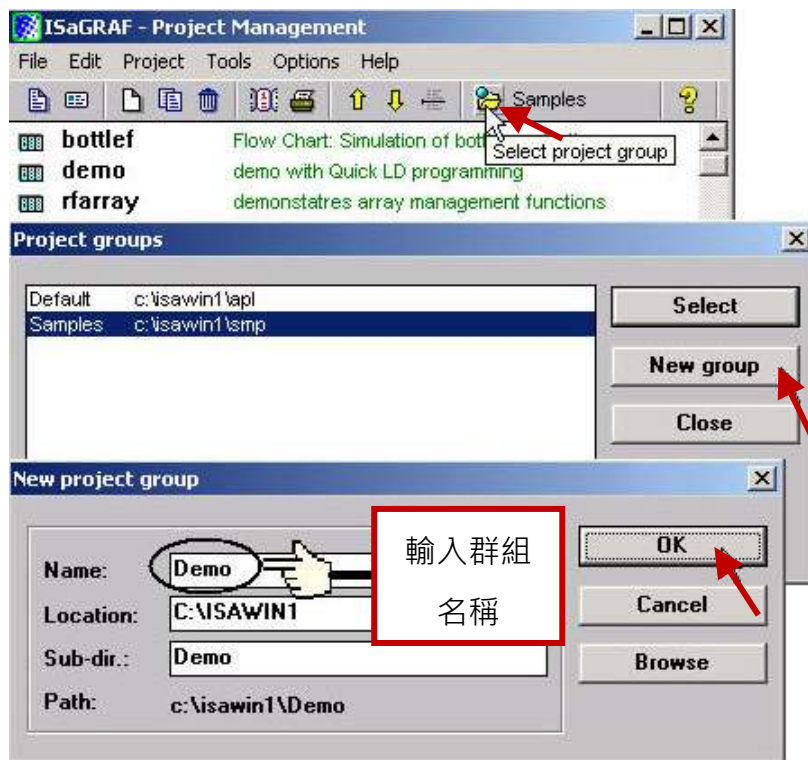 ISaGRAF - Project Management
File Edit Project Tools Options Help
Samples
bottlef Flow Chart: Simulation of bot
Select project group
demo demo with Quick LD programming
rfarray demonstatres array management functions
Project groups
Default c:\isawin1\apl
Samples c:\isawin1\smp
Select
New group
Close
New project group
Name: Demo
輸入群組
名稱
OK
Location: C:\ISAWIN1
Cancel
Sub-dir.: Demo
Browse
Path: c:\isawin1\Demo